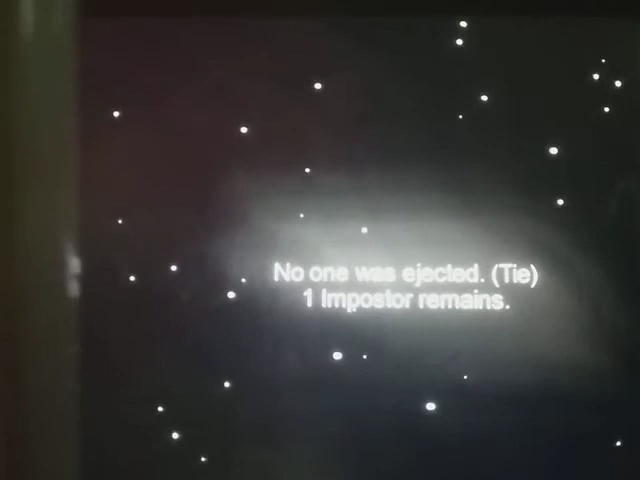 No one was ejected. (Tie)
1 Impostor remains.